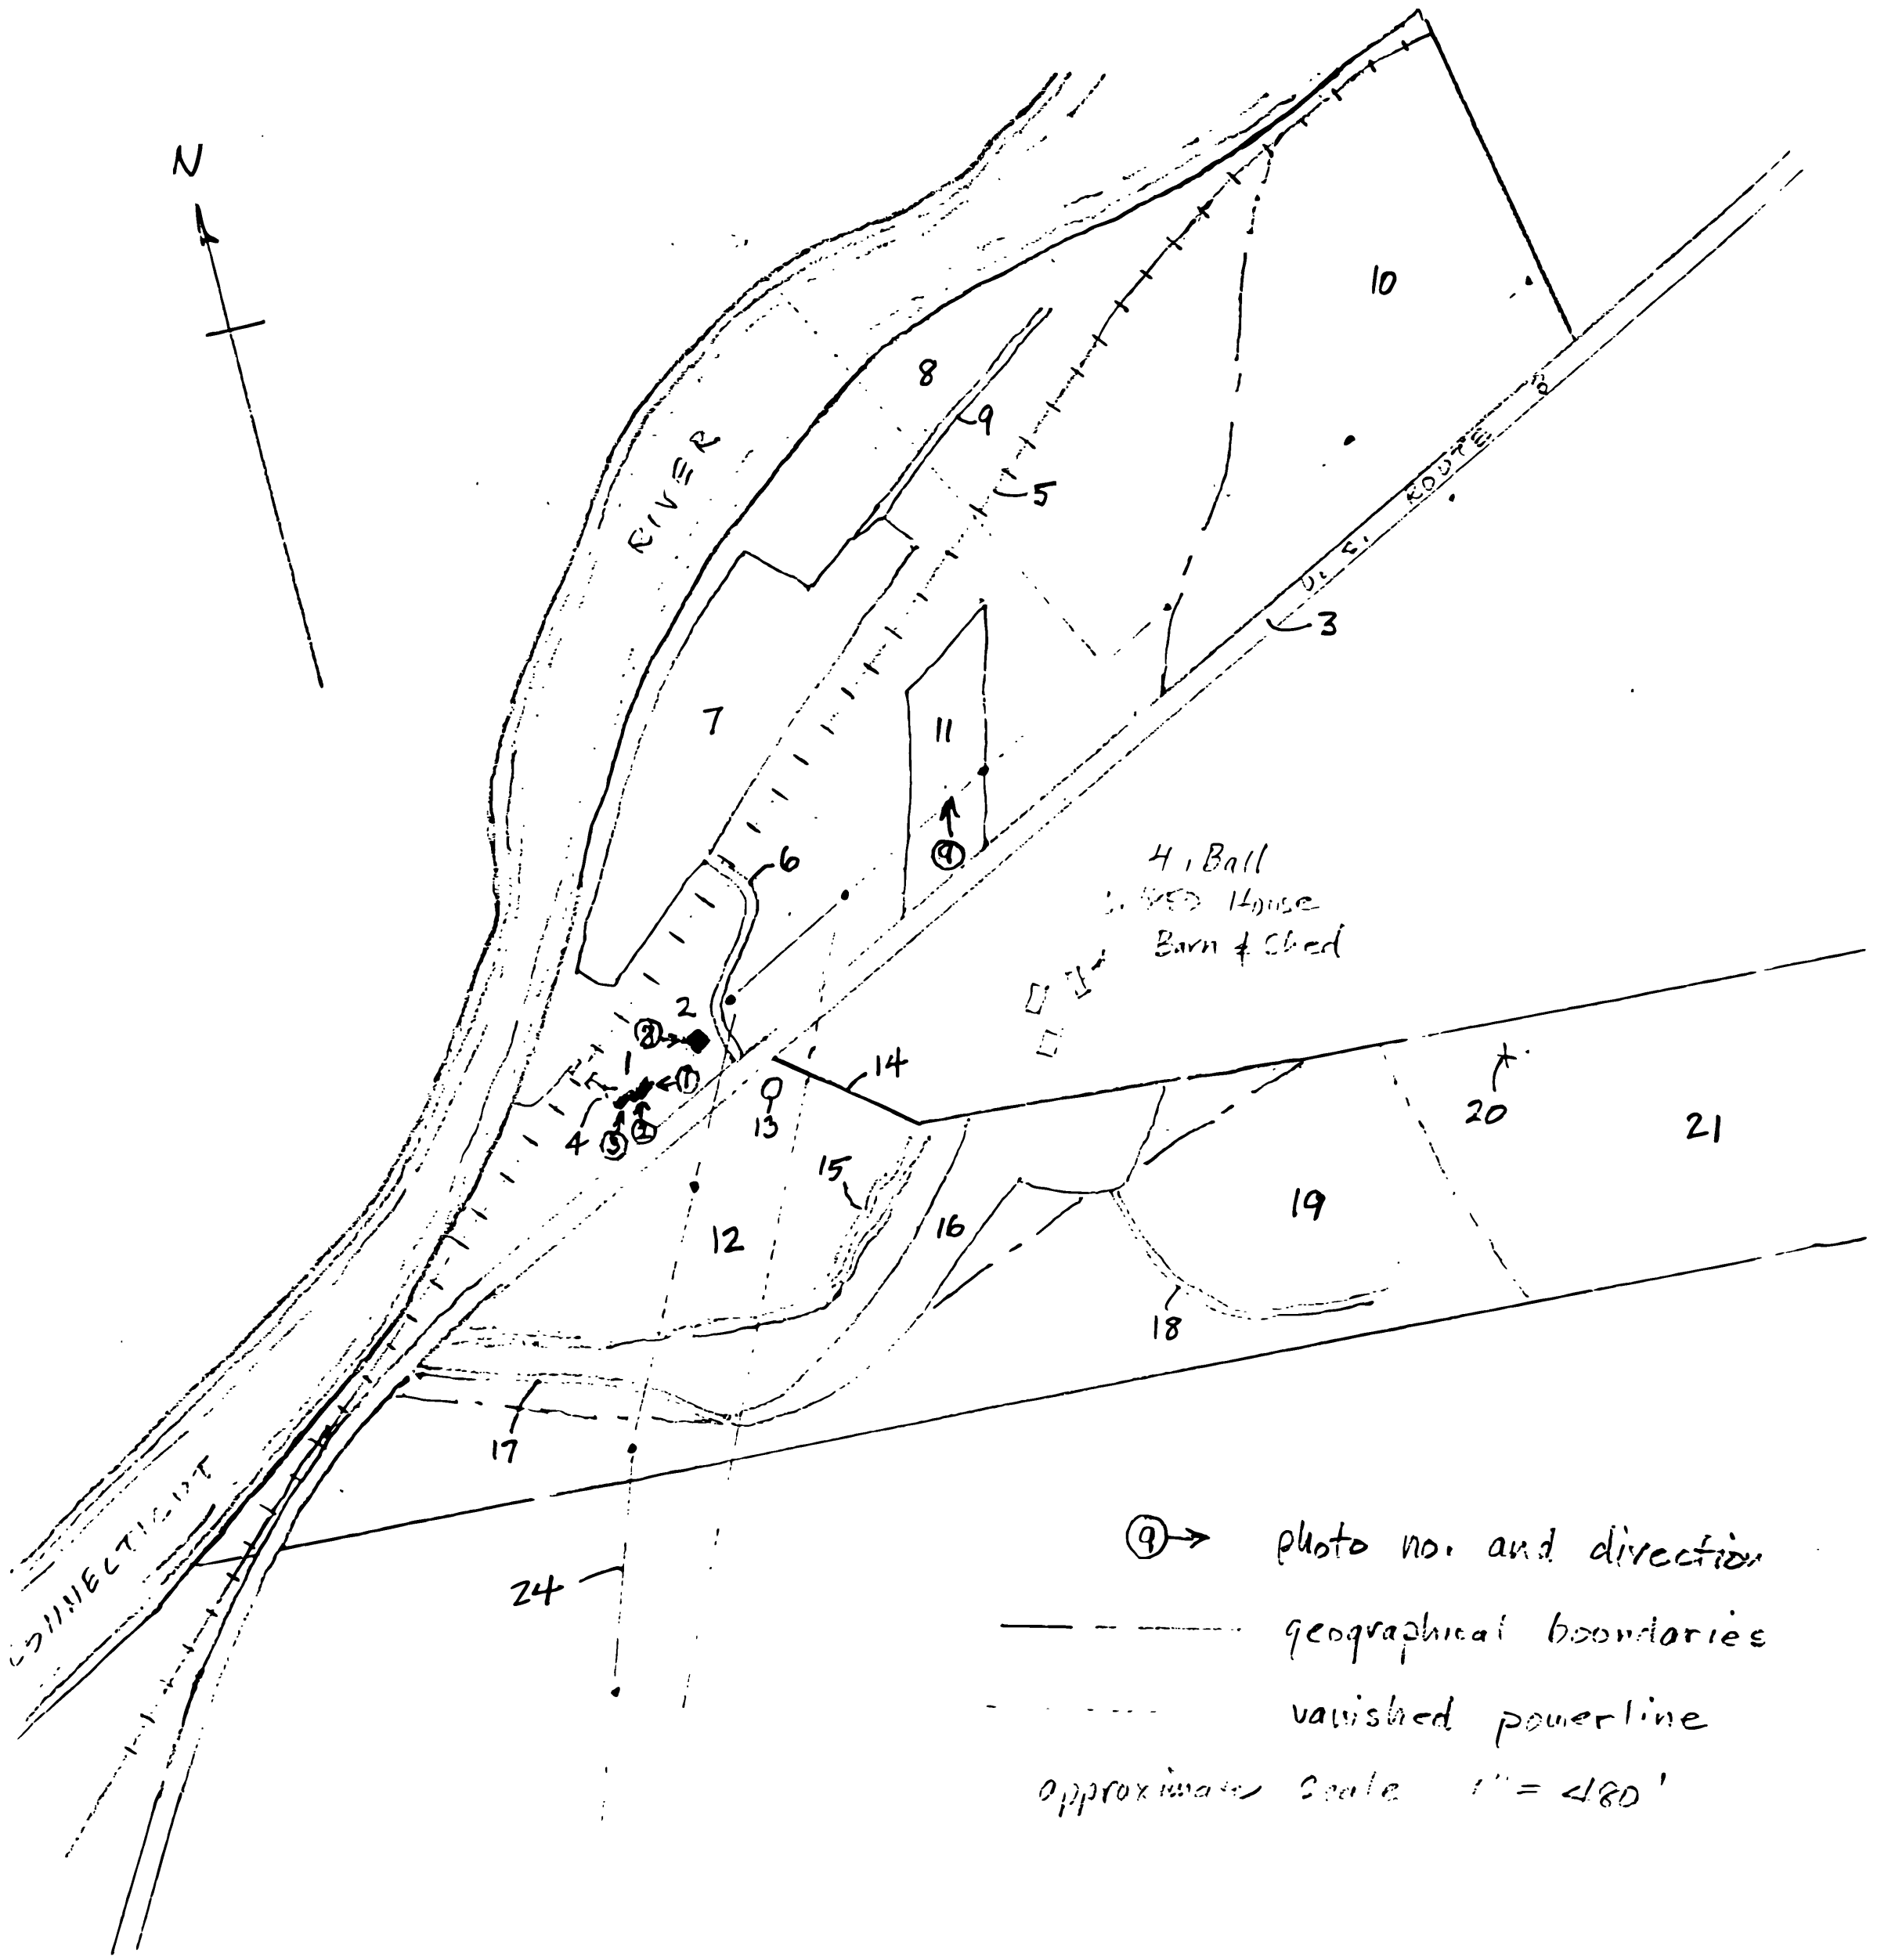 N
10
8
9
RIVER
5
U. S. ROUTE
3
7
11
9
6
4. Ball
House
Barn & Shed
2
8
1
1
14
13
4
3
2
20
21
15
12
16
19
18
17
CONNECTICUT
24
9 → photo no. and direction
geographical boundaries
vanished powerline
approximate scale 1" = 480'